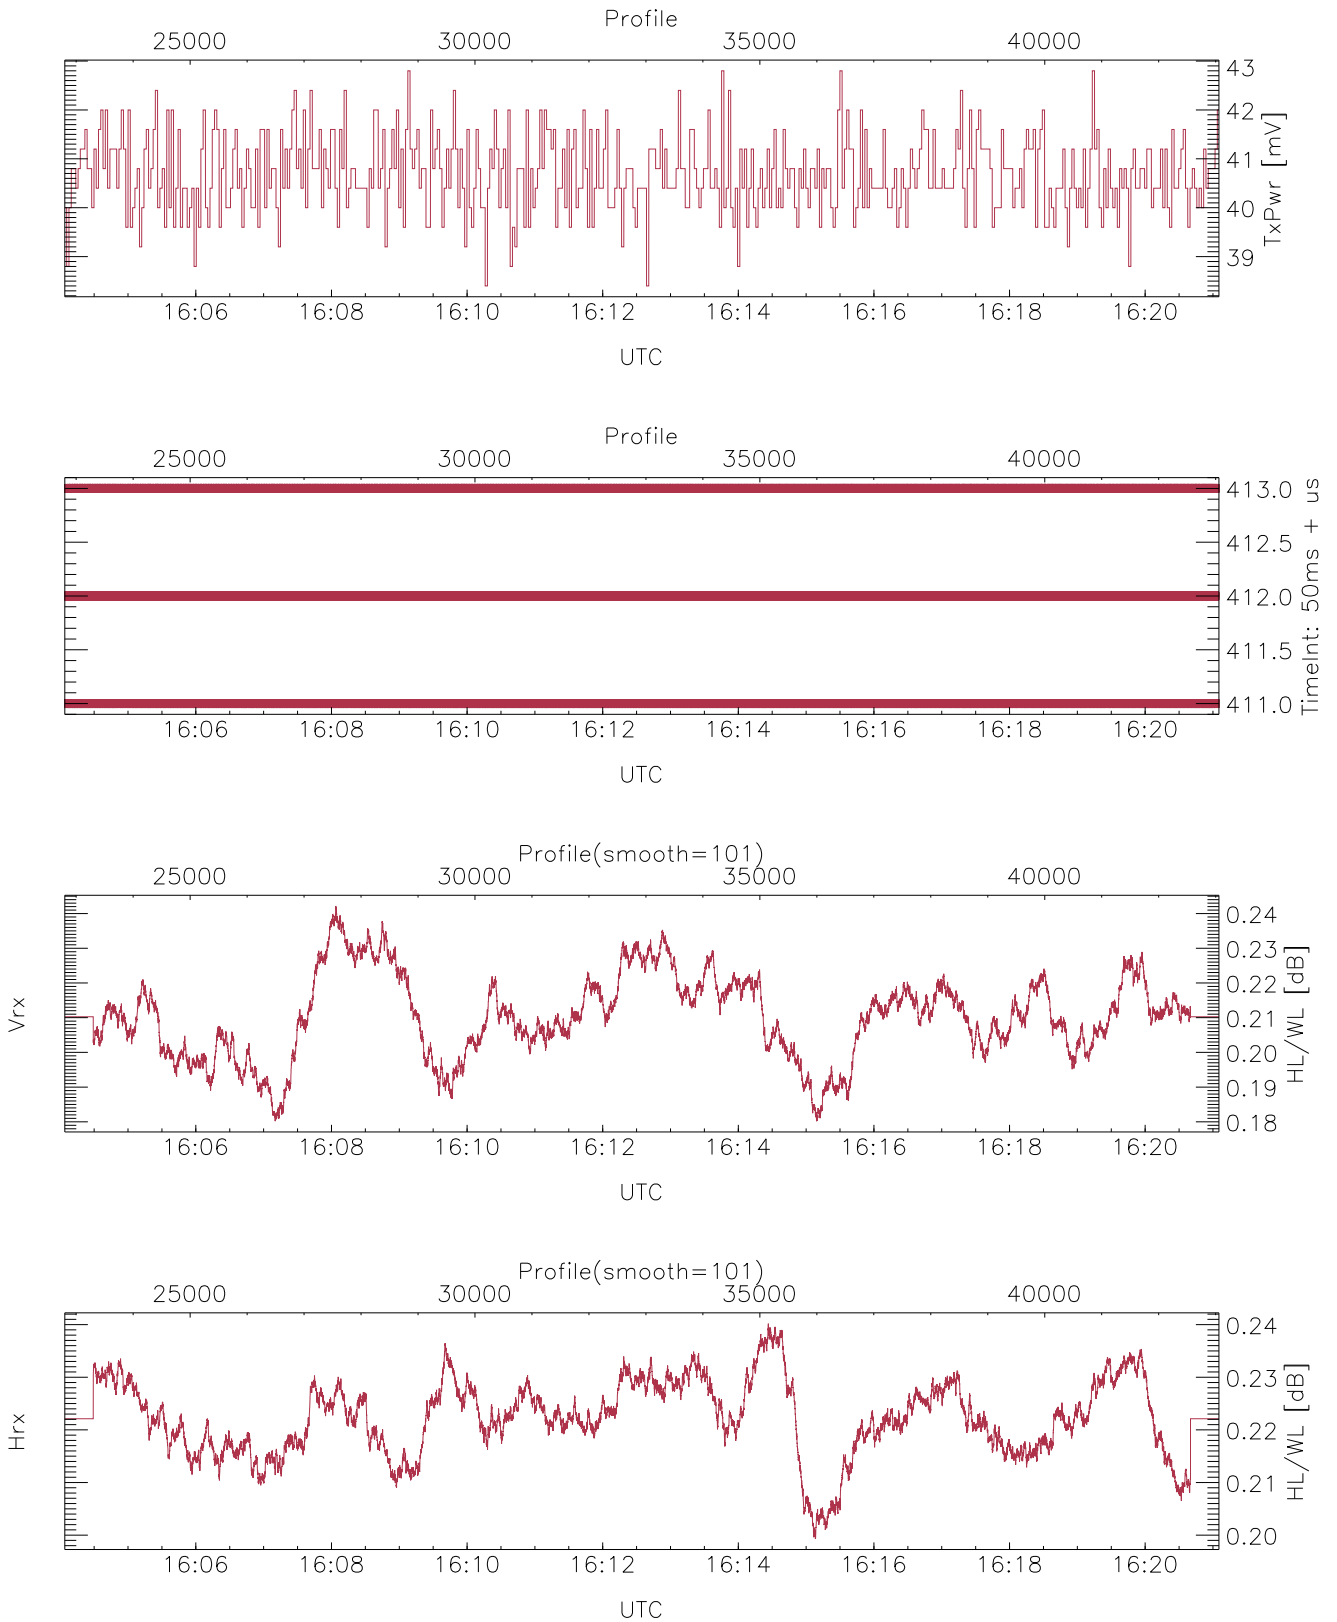 Profile
25000 30000 35000 40000
43
42
41
40
39
TxPwr [mV]
16:06 16:08 16:10 16:12 16:14 16:16 16:18 16:20
UTC
Profile
25000 30000 35000 40000
413.0
412.5
412.0
411.5
411.0
TimeInt: 50ms + us
16:06 16:08 16:10 16:12 16:14 16:16 16:18 16:20
UTC
Profile(smooth=101)
25000 30000 35000 40000
Vrx
0.24
0.23
0.22
0.21
0.20
0.19
0.18
HL/WL [dB]
16:06 16:08 16:10 16:12 16:14 16:16 16:18 16:20
UTC
Profile(smooth=101)
25000 30000 35000 40000
Hrx
0.24
0.23
0.22
0.21
0.20
HL/WL [dB]
16:06 16:08 16:10 16:12 16:14 16:16 16:18 16:20
UTC